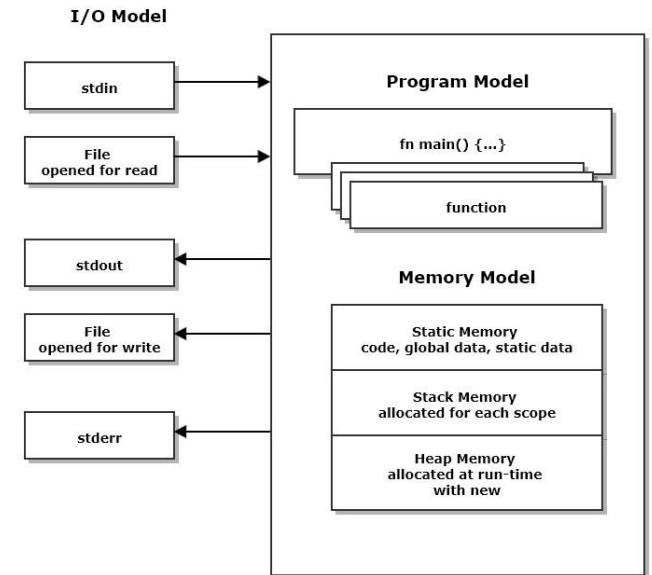 I/O Model
stdin
File
opened for read
stdout
File
opened for write
stderr
Program Model
fn main() {...}
function
Memory Model
Static Memory
code, global data, static data
Stack Memory
allocated for each scope
Heap Memory
allocated at run-time
with new